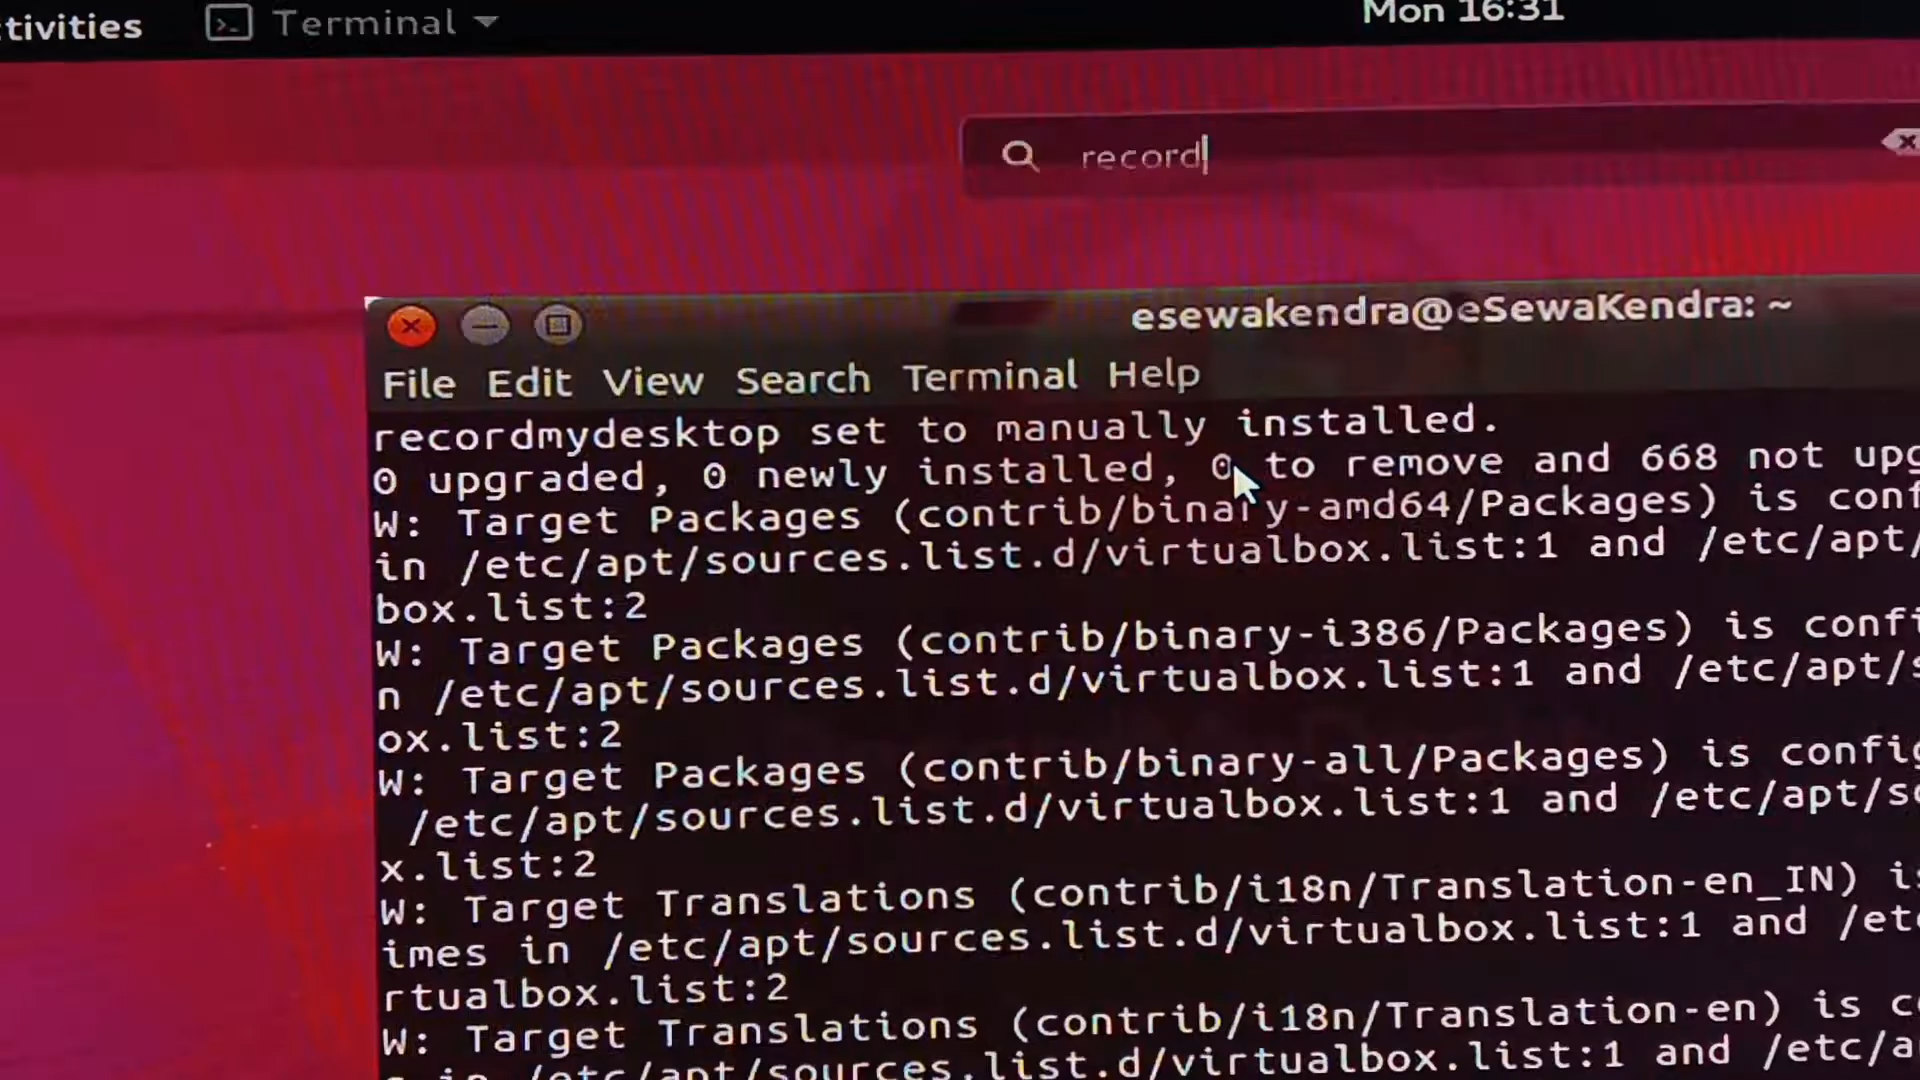 tivities
Terminal
Mon 16:31
record
esewakendra@eSewaKendra: ~
File Edit View Search Terminal Help
recordmydesktop set to manually installed.
0 upgraded, 0 newly installed, 0 to remove and 668 not upg
W: Target Packages (contrib/binary-amd64/Packages) is conf
in /etc/apt/sources.list.d/virtualbox.list:1 and /etc/apt/
box.list:2
W: Target Packages (contrib/binary-i386/Packages) is confi
n /etc/apt/sources.list.d/virtualbox.list:1 and /etc/apt/s
ox.list:2
W: Target Packages (contrib/binary-all/Packages) is config
/etc/apt/sources.list.d/virtualbox.list:1 and /etc/apt/so
x.list:2
W: Target Translations (contrib/i18n/Translation-en_IN) is
imes in /etc/apt/sources.list.d/virtualbox.list:1 and /etc
rtualbox.list:2
W: Target Translations (contrib/i18n/Translation-en) is co
s in /etc/apt/sources.list.d/virtualbox.list:1 and /etc/a